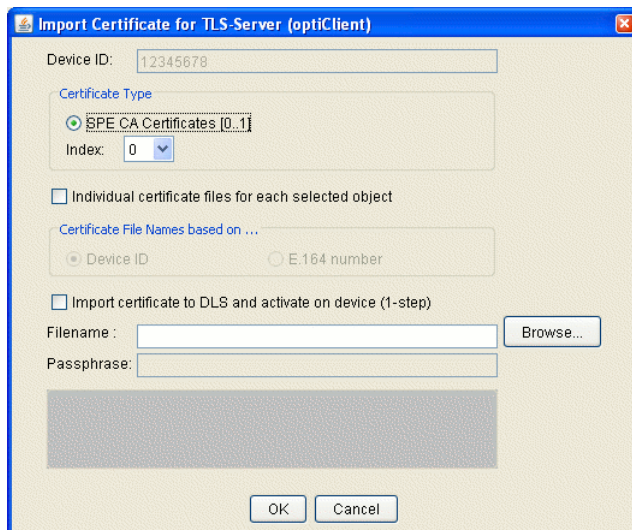 Import Certificate for TLS-Server (optiClient)
Device ID: 12345678
Certificate Type
SPE CA Certificates [0..1]
Index: 0
Individual certificate files for each selected object
Certificate File Names based on ...
Device ID E.164 number
Import certificate to DLS and activate on device (1-step)
Filename : Browse...
Passphrase:
OK Cancel